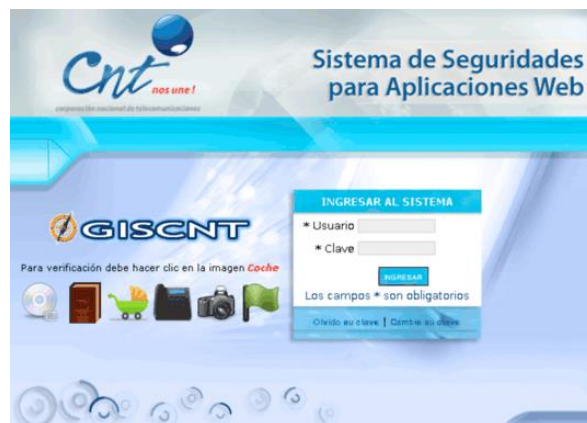 Cnt
nos une!
corporación nacional de telecomunicaciones
Sistema de Seguridades
para Aplicaciones Web
GISCNT
Para verificación debe hacer clic en la imagen Coche
INGRESAR AL SISTEMA
* Usuario
* Clave
INGRESAR
Los campos * son obligatorios
Olvido su clave | Cambie su clave